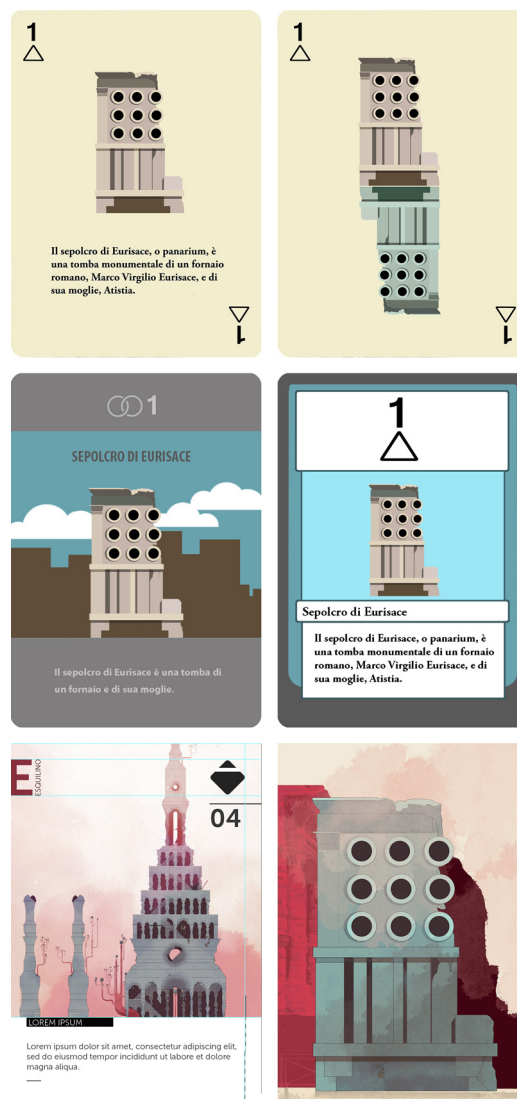 1
Il sepolcro di Eurisace, o panarium, è
una tomba monumentale di un fornaio
romano, Marco Virgilio Eurisace, e di
sua moglie, Atistia.
1
1
1
1
SEPOLCRO DI EURISACE
Il sepolcro di Eurisace è una tomba di
un fornaio e di sua moglie.
1
Sepolcro di Eurisace
Il sepolcro di Eurisace, o panarium, è
una tomba monumentale di un fornaio
romano, Marco Virgilio Eurisace, e di
sua moglie, Atistia.
E
ESQUILINO
04
LOREM IPSUM
Lorem ipsum dolor sit amet, consectetur adipiscing elit,
sed do eiusmod tempor incididunt ut labore et dolore
magna aliqua.